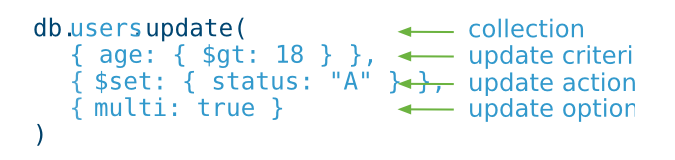 db.users.update( collection
{ age: { $gt: 18 } }, update criteri
{ $set: { status: "A" } }, update action
{ multi: true } update option
)